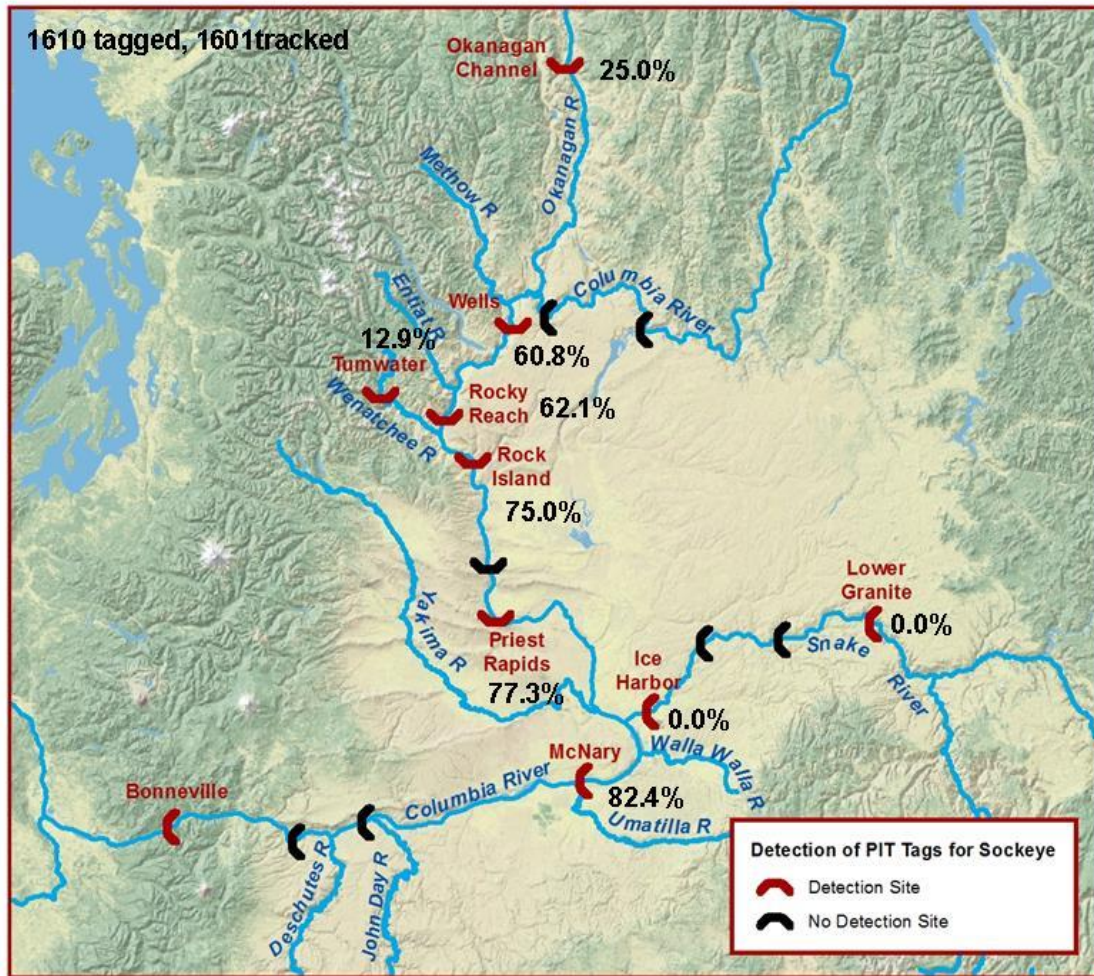 1610 tagged, 1601tracked
Okanagan
Channel
25.0%
Okanagan R
Methow R
Columbia River
Wells
Entiat R
12.9%
Tumwater
60.8%
Rocky
Reach
62.1%
Wenatchee R
Rock
Island
75.0%
Lower
Granite
0.0%
Yakima R
Priest
Rapids
77.3%
Snake
River
Ice
Harbor
0.0%
Walla Walla R
McNary
82.4%
Columbia River
Umatilla R
Bonneville
Deschutes R
John Day R
Detection of PIT Tags for Sockeye
Detection Site
No Detection Site